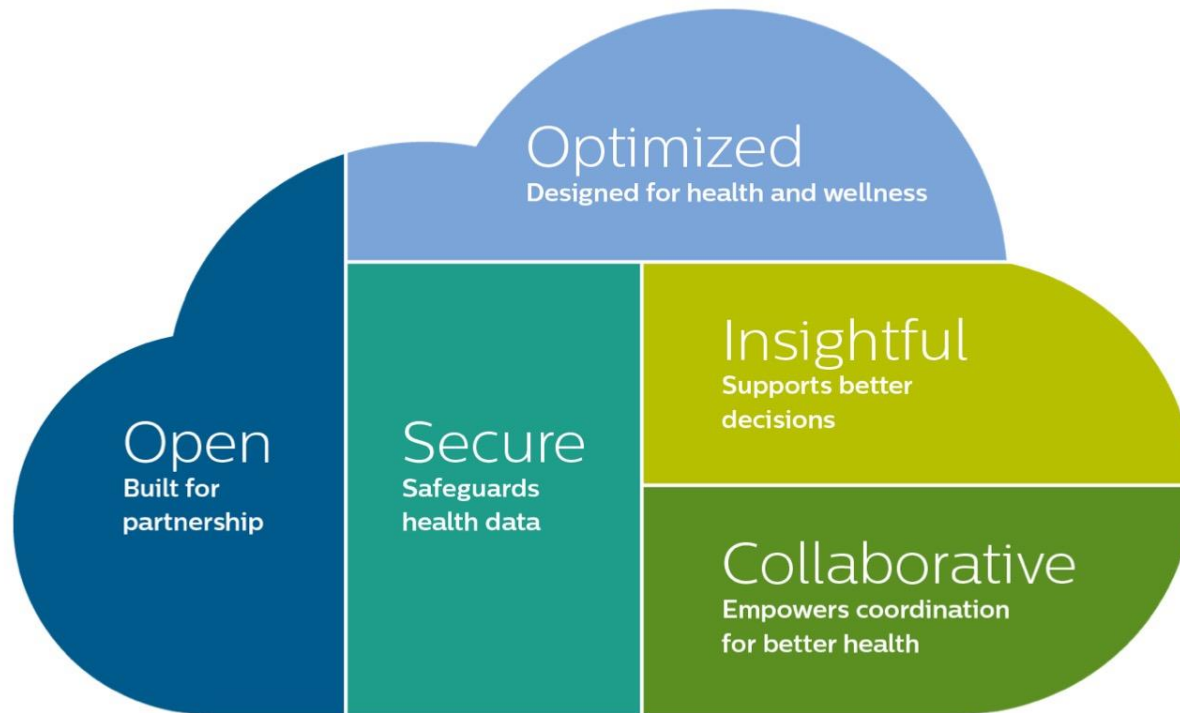 Optimized
Designed for health and wellness
Open
Built for
partnership
Secure
Safeguards
health data
Insightful
Supports better
decisions
Collaborative
Empowers coordination
for better health